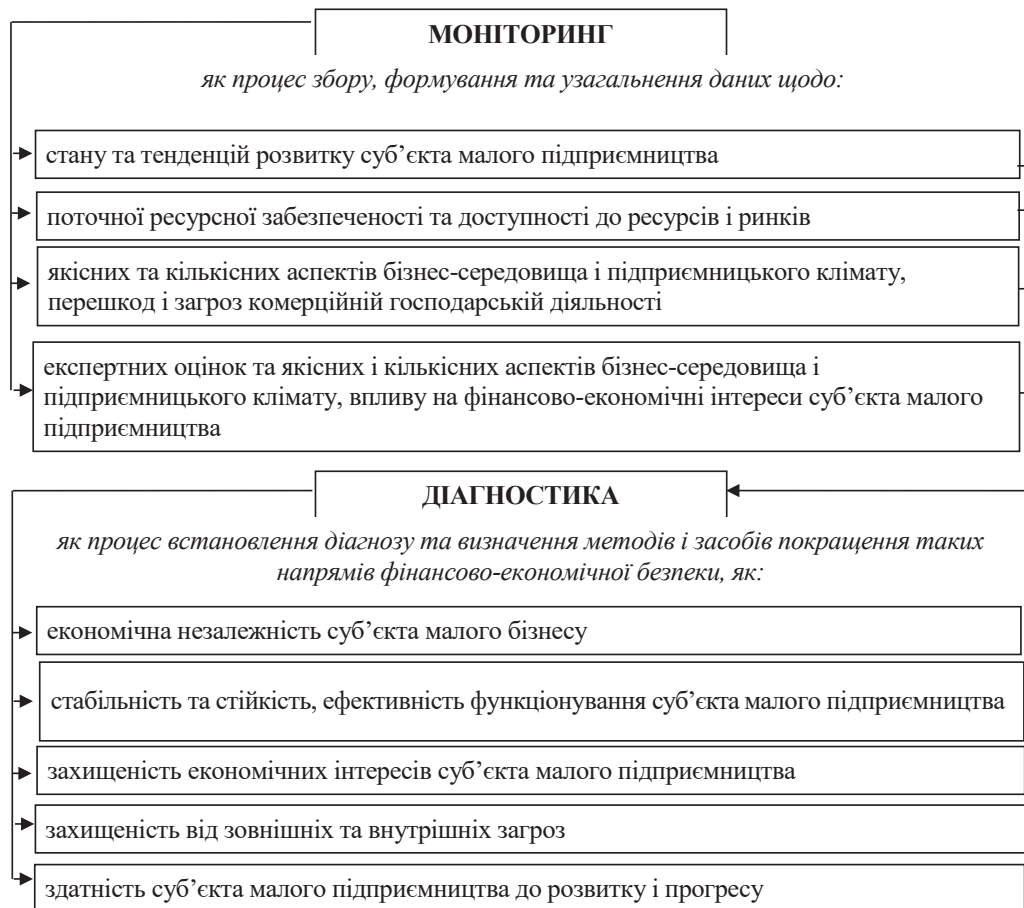 МОНІТОРИНГ
як процес збору, формування та узагальнення даних щодо:
стану та тенденцій розвитку суб’єкта малого підприємництва
поточної ресурсної забезпеченості та доступності до ресурсів і ринків
якісних та кількісних аспектів бізнес-середовища і підприємницького клімату,
перешкод і загроз комерційній господарській діяльності
експертних оцінок та якісних і кількісних аспектів бізнес-середовища і
підприємницького клімату, впливу на фінансово-економічні інтереси суб’єкта малого
підприємництва
ДІАГНОСТИКА
як процес встановлення діагнозу та визначення методів і засобів покращення таких
напрямів фінансово-економічної безпеки, як:
економічна незалежність суб’єкта малого бізнесу
стабільність та стійкість, ефективність функціонування суб’єкта малого підприємництва
захищеність економічних інтересів суб’єкта малого підприємництва
захищеність від зовнішніх та внутрішніх загроз
здатність суб’єкта малого підприємництва до розвитку і прогресу